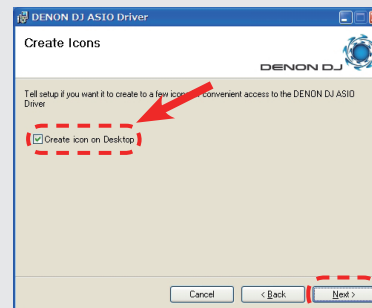 DENON DJ ASIO Driver
Create Icons
DENON DJ
Tell setup if you want it to create to a few icons convenient access to the DENON DJ ASIO
Driver
Create icon on Desktop
Cancel
< Back
Next >